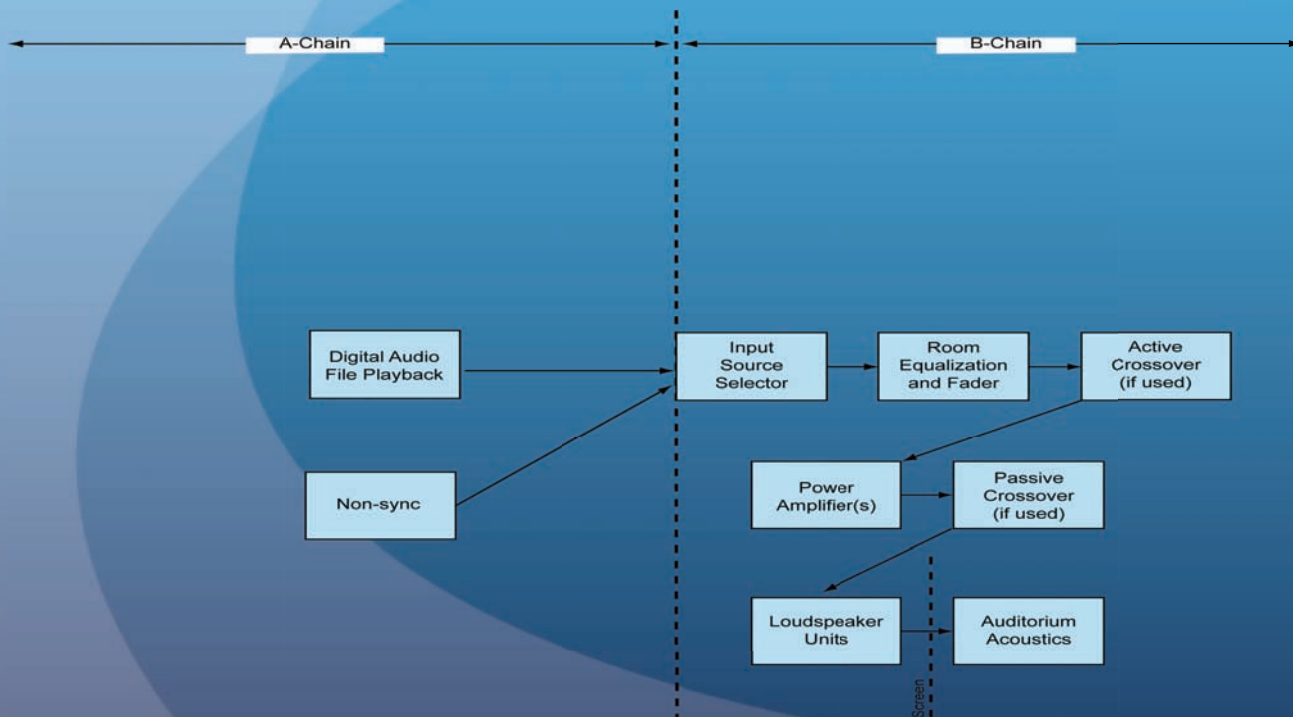 A-Chain
B-Chain
Digital Audio
File Playback
Input
Source
Selector
Room
Equalization
and Fader
Active
Crossover
(if used)
Non-sync
Power
Amplifier(s)
Passive
Crossover
(if used)
Loudspeaker
Units
Auditorium
Acoustics
Screen